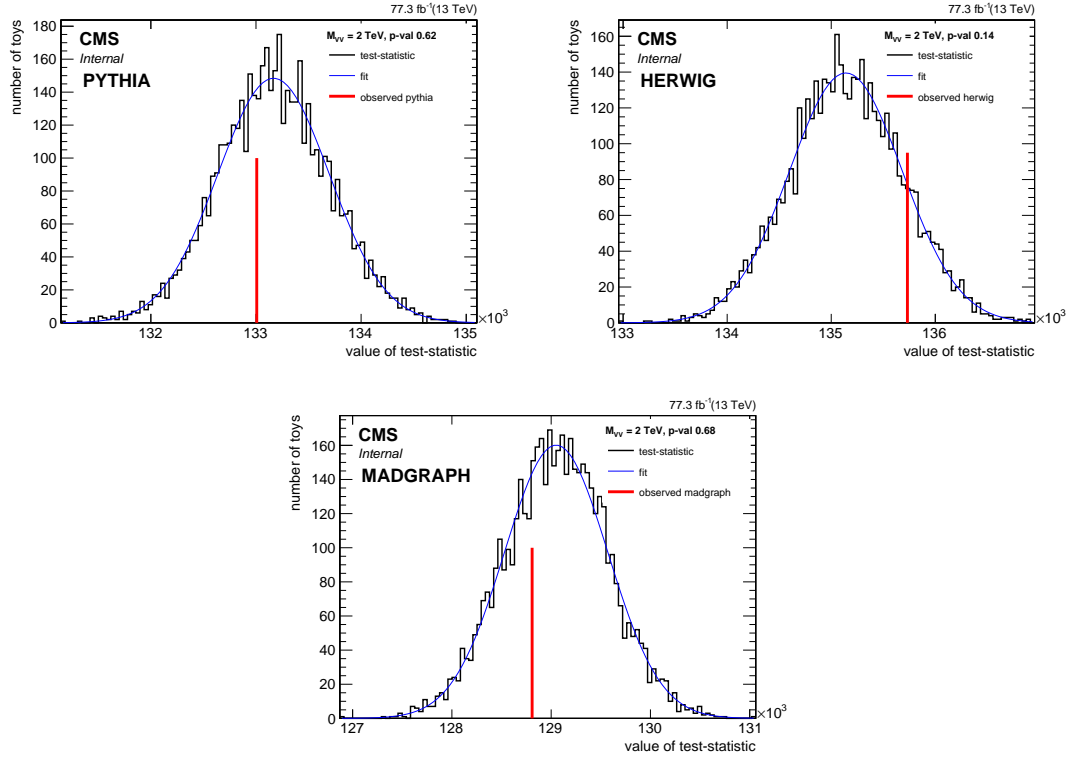 77.3 fb⁻¹(13 TeV)
number of toys
180
160
140
120
100
80
60
40
20
0
CMS
Internal
PYTHIA
M_VV = 2 TeV, p-val 0.62
test-statistic
fit
observed pythia
132 133 134 135
×10³
value of test-statistic
77.3 fb⁻¹(13 TeV)
number of toys
160
140
120
100
80
60
40
20
0
CMS
Internal
HERWIG
M_VV = 2 TeV, p-val 0.14
test-statistic
fit
observed herwig
133 134 135 136
×10³
value of test-statistic
77.3 fb⁻¹(13 TeV)
number of toys
160
140
120
100
80
60
40
20
0
CMS
Internal
MADGRAPH
M_VV = 2 TeV, p-val 0.68
test-statistic
fit
observed madgraph
127 128 129 130 131
×10³
value of test-statistic